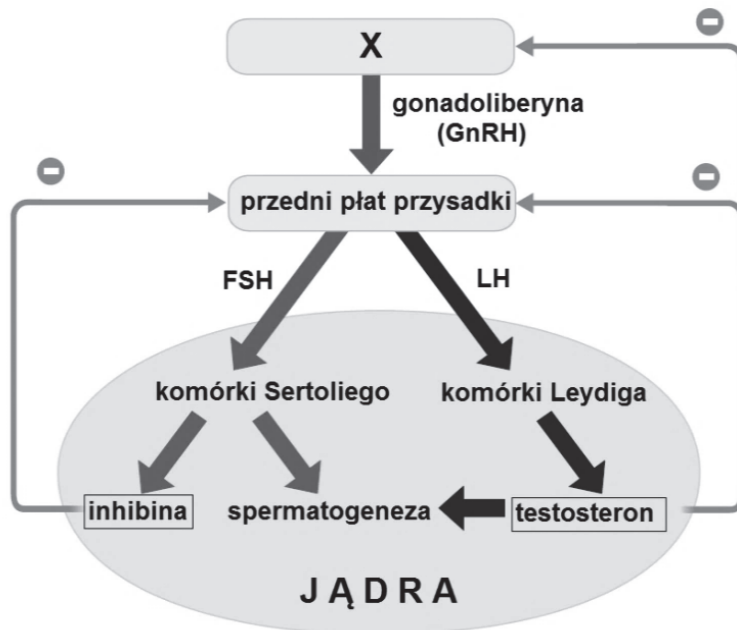 X
gonadoliberyna
(GnRH)
przedni płat przysadki
FSH
LH
komórki Sertoliego
komórki Leydiga
inhibina
spermatogeneza
testosteron
JĄDRA